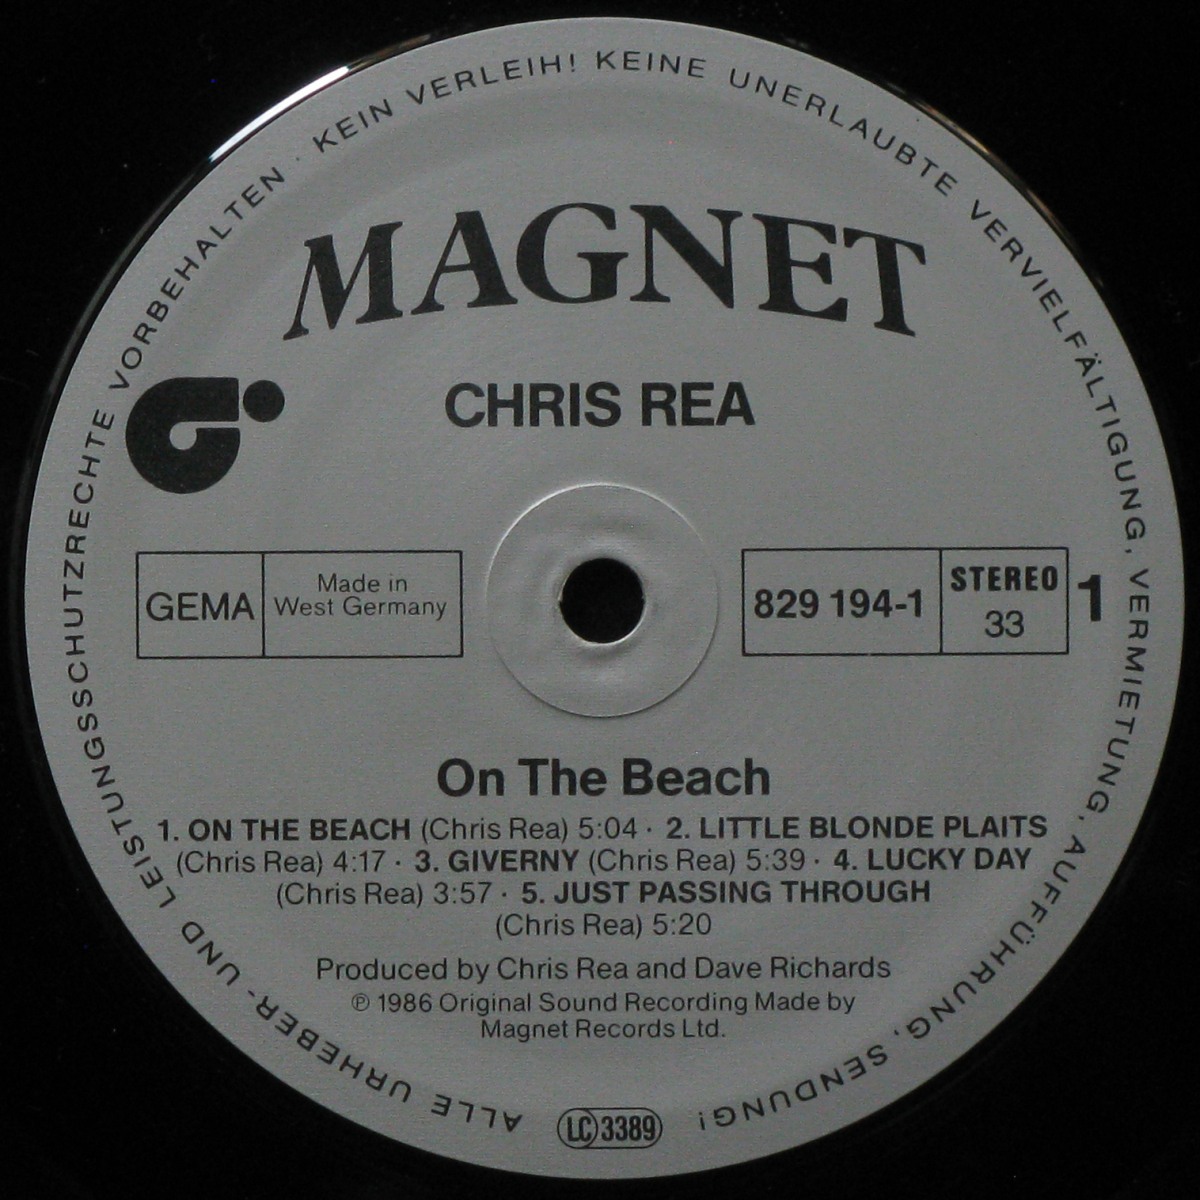 ALLE URHEBER- UND LEISTUNGSSCHUTZRECHTE VORBEHALTEN · KEIN VERLEIH! KEINE UNERLAUBTE VERVIELFÄLTIGUNG, VERMIETUNG, AUFFÜHRUNG, SENDUNG!
MAGNET
CHRIS REA
GEMA
Made in
West Germany
829 194-1
STEREO
33
1
On The Beach
1. ON THE BEACH (Chris Rea) 5:04 · 2. LITTLE BLONDE PLAITS
(Chris Rea) 4:17 · 3. GIVERNY (Chris Rea) 5:39 · 4. LUCKY DAY
(Chris Rea) 3:57 · 5. JUST PASSING THROUGH
(Chris Rea) 5:20
Produced by Chris Rea and Dave Richards
℗ 1986 Original Sound Recording Made by
Magnet Records Ltd.
LC 3389